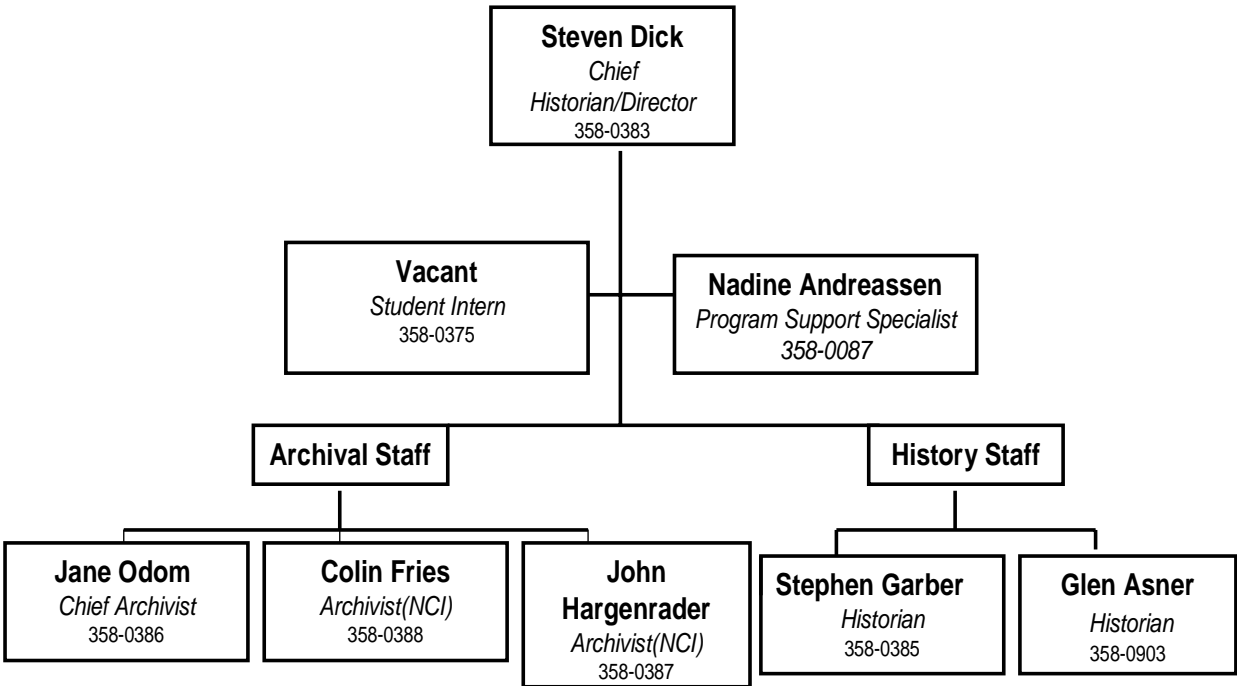 Steven Dick
Chief
Historian/Director
358-0383
Vacant
Student Intern
358-0375
Nadine Andreassen
Program Support Specialist
358-0087
Archival Staff
History Staff
Jane Odom
Chief Archivist
358-0386
Colin Fries
Archivist(NCI)
358-0388
John
Hargenrader
Archivist(NCI)
358-0387
Stephen Garber
Historian
358-0385
Glen Asner
Historian
358-0903